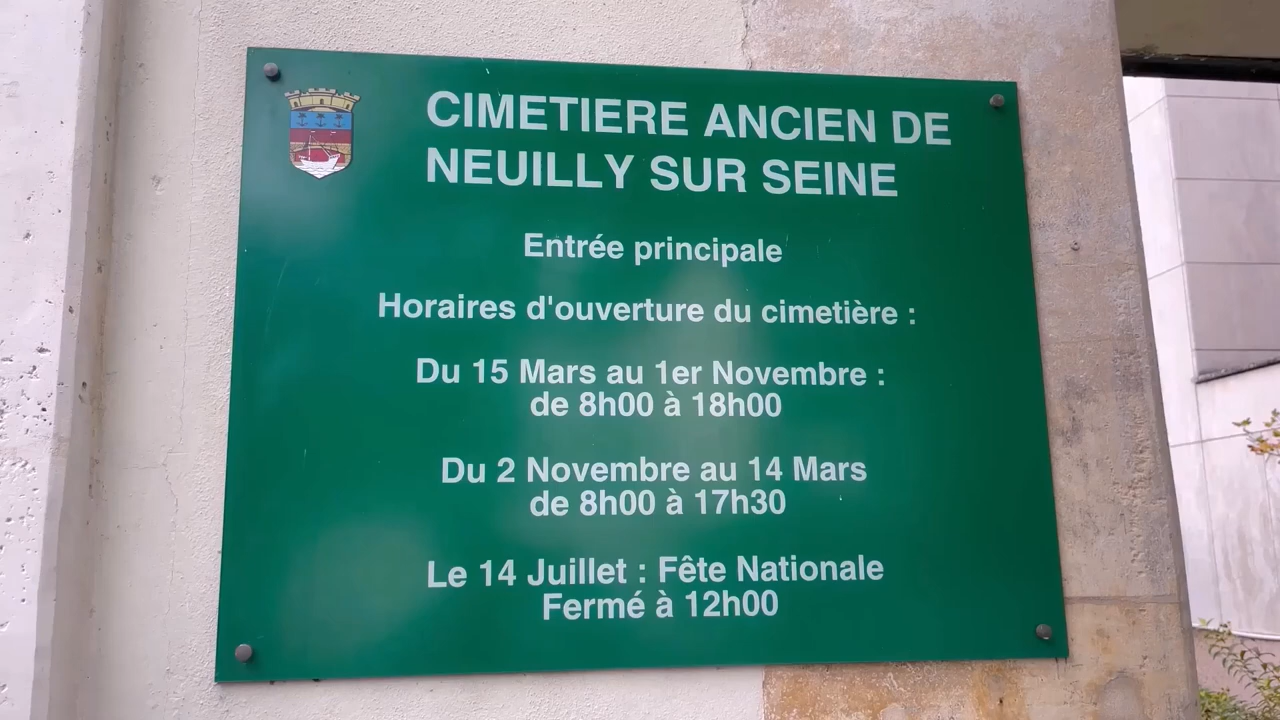 CIMETIERE ANCIEN DE
NEUILLY SUR SEINE
Entrée principale
Horaires d'ouverture du cimetière :
Du 15 Mars au 1er Novembre :
de 8h00 à 18h00
Du 2 Novembre au 14 Mars
de 8h00 à 17h30
Le 14 Juillet : Fête Nationale
Fermé à 12h00